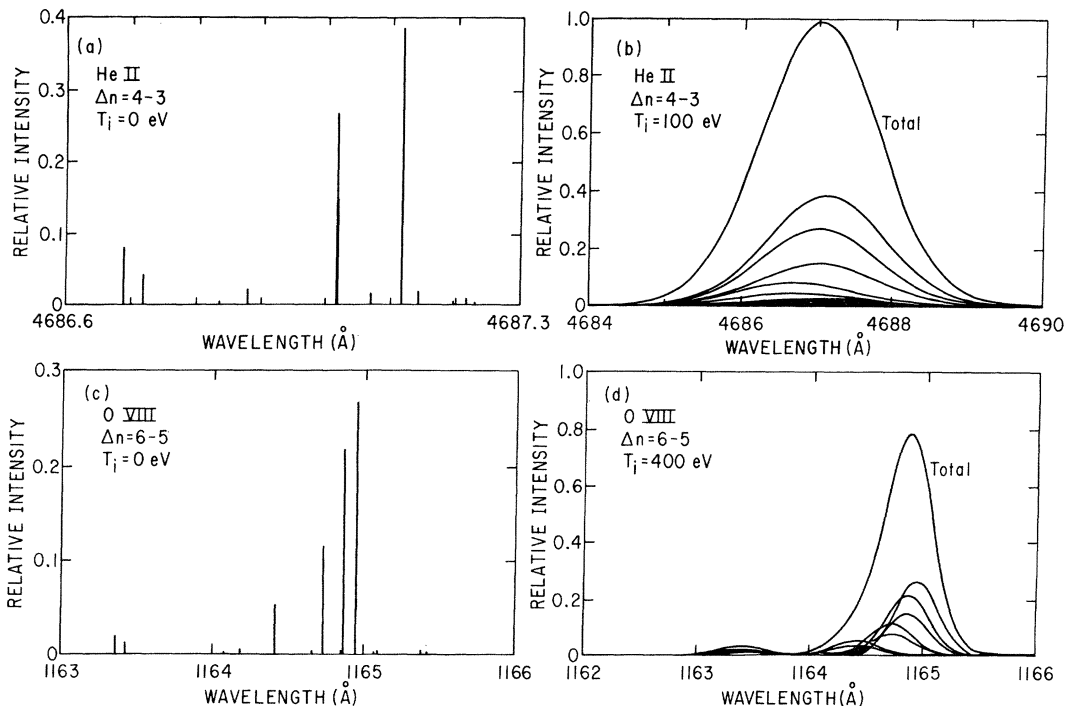 (a)
He II
Δn=4-3
Ti=0 eV
RELATIVE INTENSITY
0.4
0.3
0.2
0.1
0
4686.6
4687.3
WAVELENGTH (Å)
(b)
He II
Δn=4-3
Ti=100 eV
Total
RELATIVE INTENSITY
1.0
0.8
0.6
0.4
0.2
0
4684
4686
4688
4690
WAVELENGTH (Å)
(c)
O VIII
Δn=6-5
Ti=0 eV
RELATIVE INTENSITY
0.3
0.2
0.1
0
1163
1164
1165
1166
WAVELENGTH (Å)
(d)
O VIII
Δn=6-5
Ti=400 eV
Total
RELATIVE INTENSITY
1.0
0.8
0.6
0.4
0.2
0
1162
1163
1164
1165
1166
WAVELENGTH(Å)